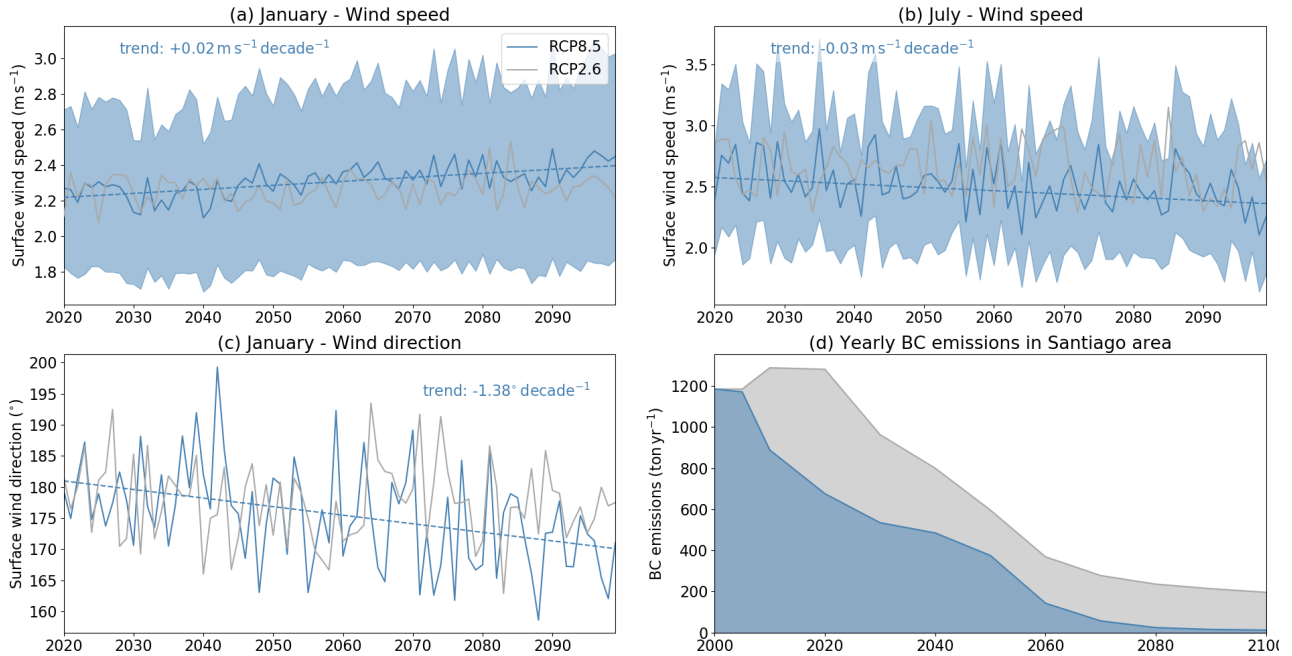 (a) January - Wind speed
trend: +0.02 m s⁻¹ decade⁻¹
RCP8.5
RCP2.6
Surface wind speed (m s⁻¹)
3.0
2.8
2.6
2.4
2.2
2.0
1.8
2020 2030 2040 2050 2060 2070 2080 2090
(b) July - Wind speed
trend: -0.03 m s⁻¹ decade⁻¹
Surface wind speed (m s⁻¹)
3.5
3.0
2.5
2.0
2020 2030 2040 2050 2060 2070 2080 2090
(c) January - Wind direction
trend: -1.38° decade⁻¹
Surface wind direction (°)
200
195
190
185
180
175
170
165
160
2020 2030 2040 2050 2060 2070 2080 2090
(d) Yearly BC emissions in Santiago area
BC emissions (ton yr⁻¹)
1200
1000
800
600
400
200
0
2000 2020 2040 2060 2080 210